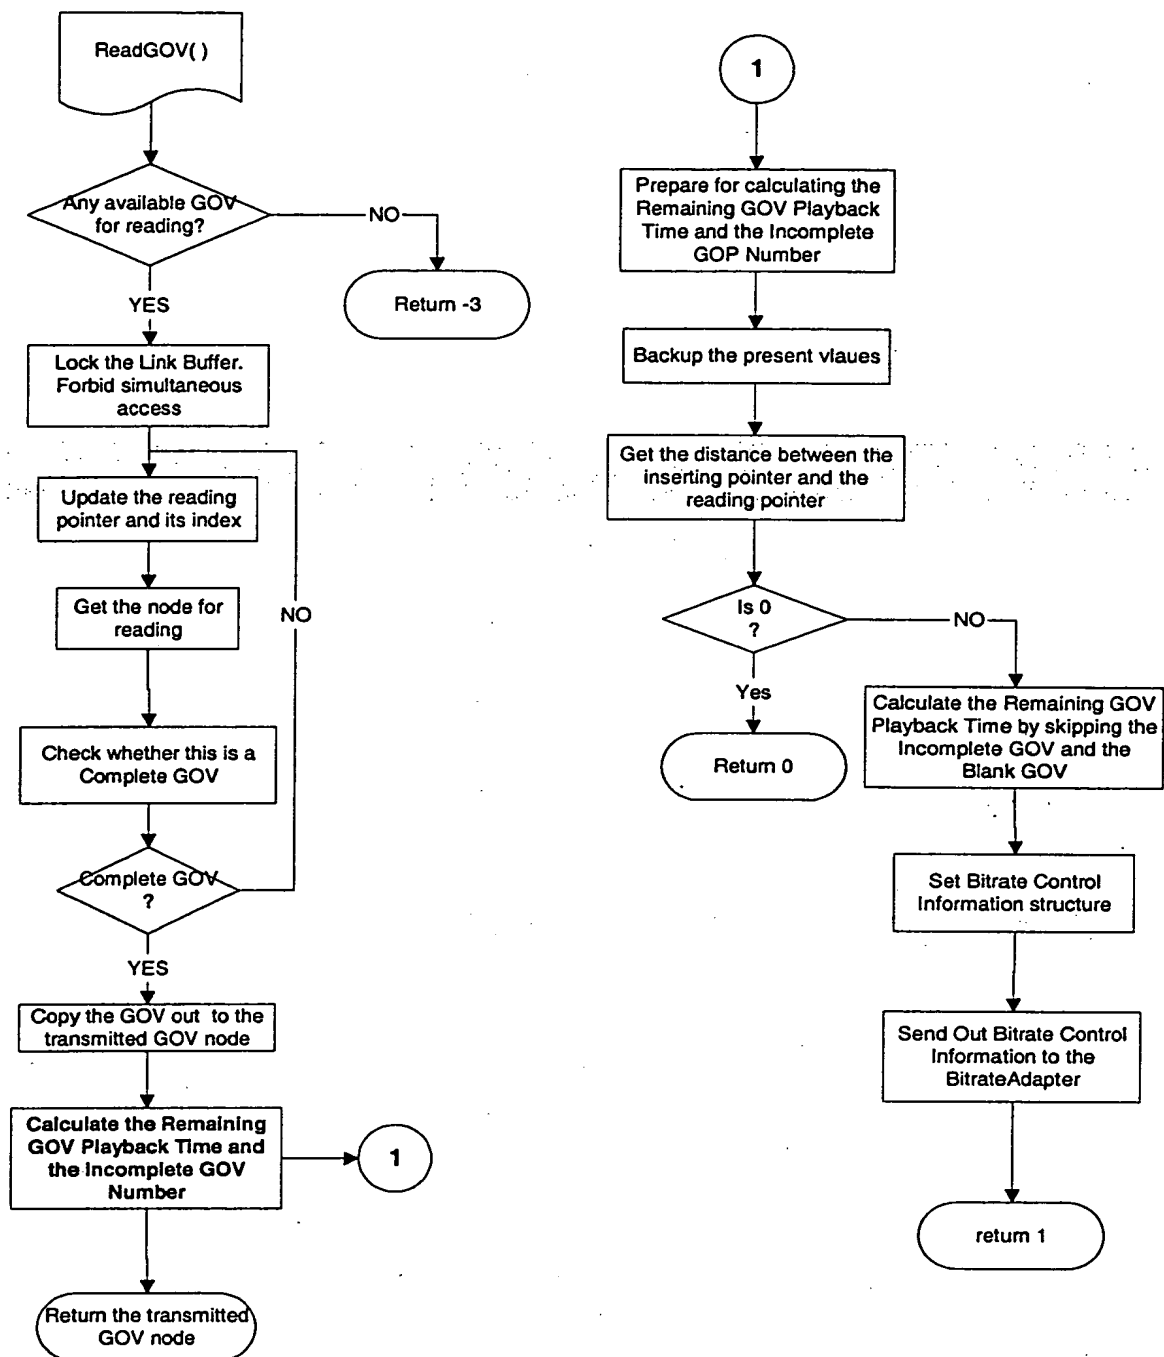 ReadGOV( )
Any available GOV
for reading?
NO
Return -3
YES
Lock the Link Buffer.
Forbid simultaneous
access
Update the reading
pointer and its index
Get the node for
reading
NO
Check whether this is a
Complete GOV
Complete GOV
?
YES
Copy the GOV out to the
transmitted GOV node
Calculate the Remaining
GOV Playback Time and
the Incomplete GOV
Number
1
Return the transmitted
GOV node
1
Prepare for calculating the
Remaining GOV Playback
Time and the Incomplete
GOP Number
Backup the present vlaues
Get the distance between the
inserting pointer and the
reading pointer
Is 0
?
NO
Yes
Return 0
Calculate the Remaining GOV
Playback Time by skipping the
Incomplete GOV and the
Blank GOV
Set Bitrate Control
Information structure
Send Out Bitrate Control
Information to the
BitrateAdapter
return 1